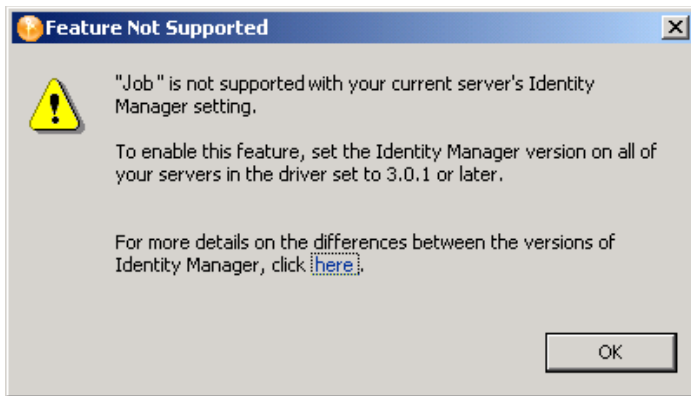 Feature Not Supported
"Job" is not supported with your current server's Identity
Manager setting.
To enable this feature, set the Identity Manager version on all of
your servers in the driver set to 3.0.1 or later.
For more details on the differences between the versions of
Identity Manager, click here.
OK